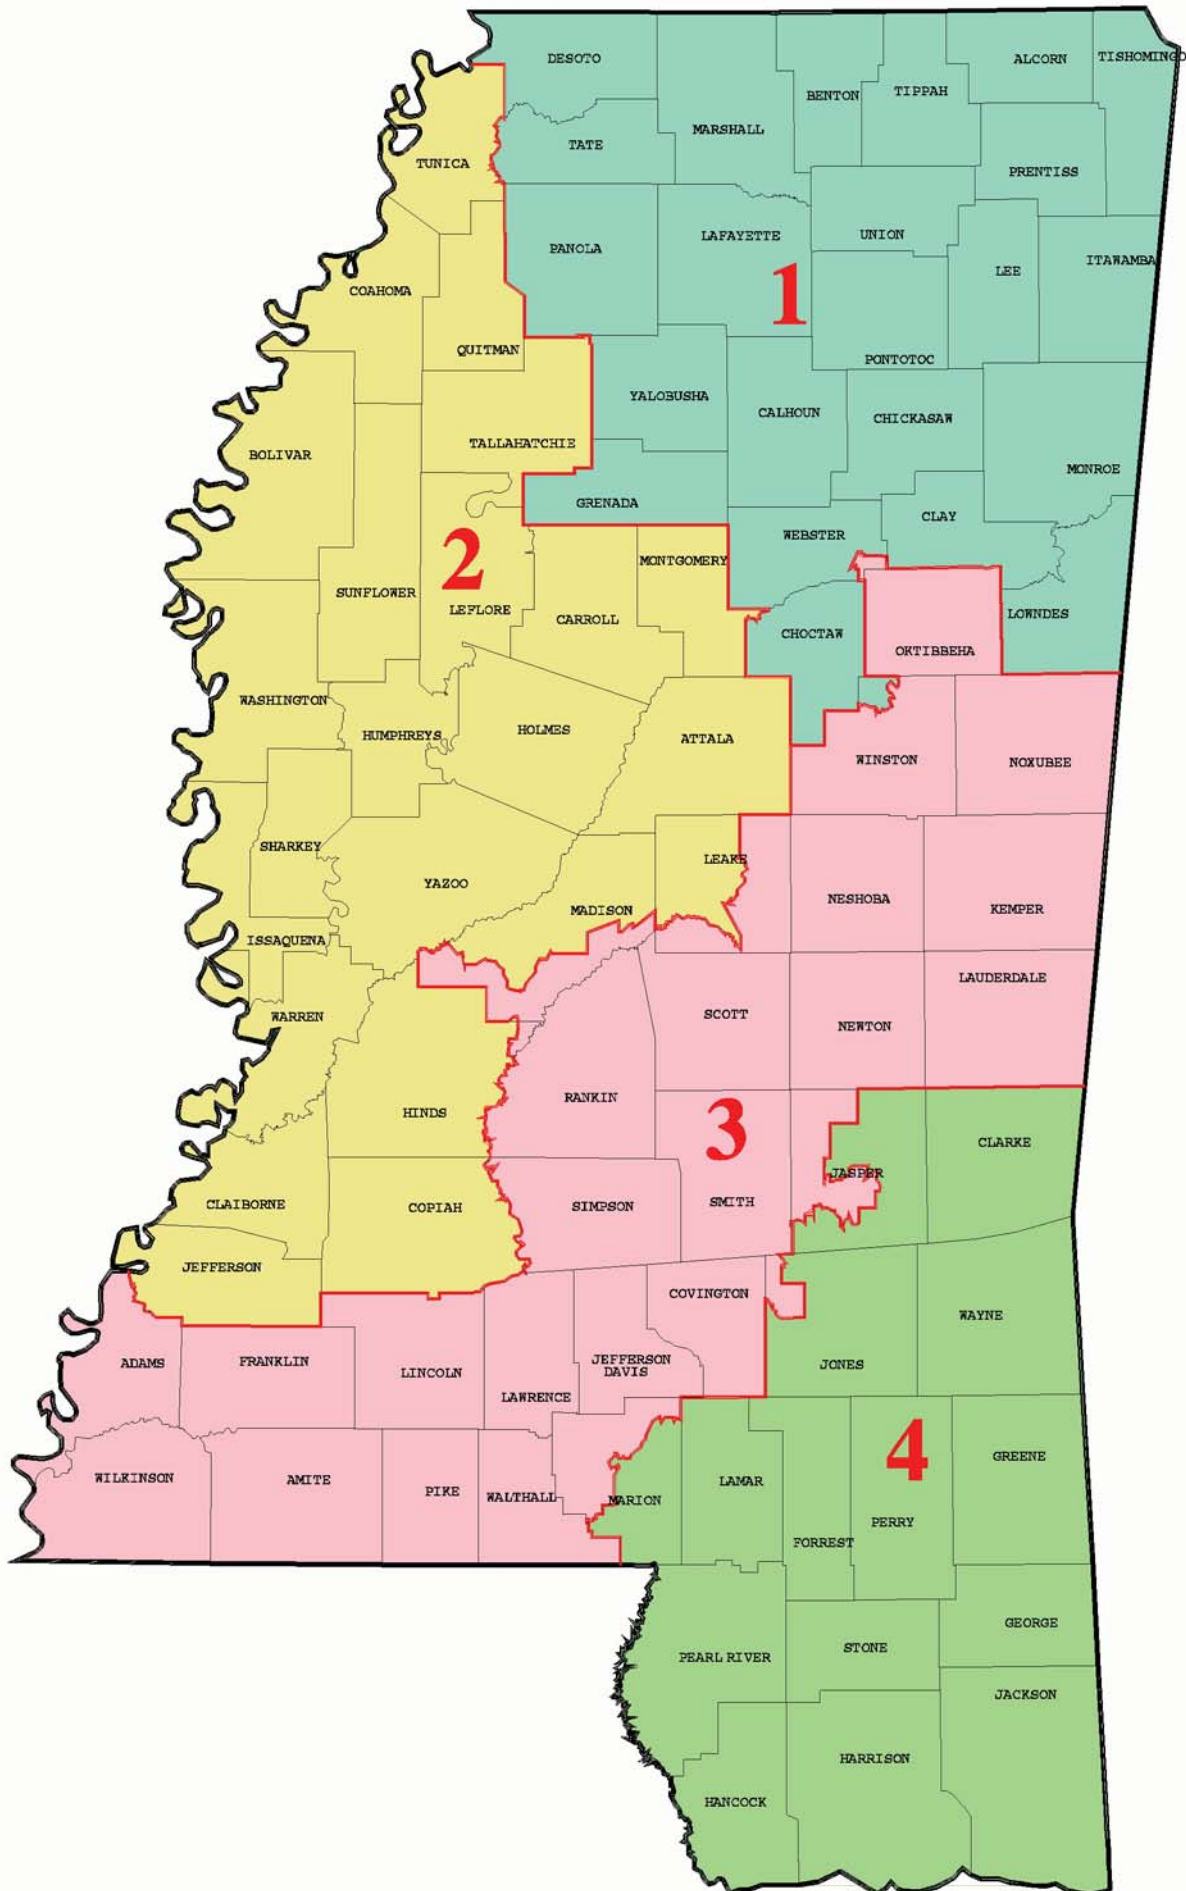 DESOTO
ALCORN
TISHOMINGO
BENTON
TIPPAH
MARSHALL
TATE
TUNICA
PRENTISS
PANOLA
LAFAYETTE
UNION
LEE
ITAWAMBA
COAHOMA
1
QUITMAN
PONTOTOC
YALOBUSHA
CALHOUN
CHICKASAW
TALLAHATCHIE
BOLIVAR
MONROE
GRENADA
CLAY
WEBSTER
2
MONTGOMERY
SUNFLOWER
LEFLORE
CARROLL
CHOCTAW
LOWNDES
OKTIBBEHA
WASHINGTON
HUMPHREYS
HOLMES
ATTALA
WINSTON
NOXUBEE
SHARKEY
LEAKE
YAZOO
NESHOBA
MADISON
KEMPER
ISSAQUENA
LAUDERDALE
WARREN
SCOTT
NEWTON
RANKIN
HINDS
3
CLARKE
JASPER
CLAIBORNE
COPIAH
SIMPSON
SMITH
JEFFERSON
COVINGTON
WAYNE
ADAMS
FRANKLIN
LINCOLN
JEFFERSON
DAVIS
JONES
LAWRENCE
4
WILKINSON
AMITE
PIKE
WALTHALL
MARION
LAMAR
GREENE
PERRY
FORREST
GEORGE
STONE
PEARL RIVER
JACKSON
HARRISON
HANCOCK